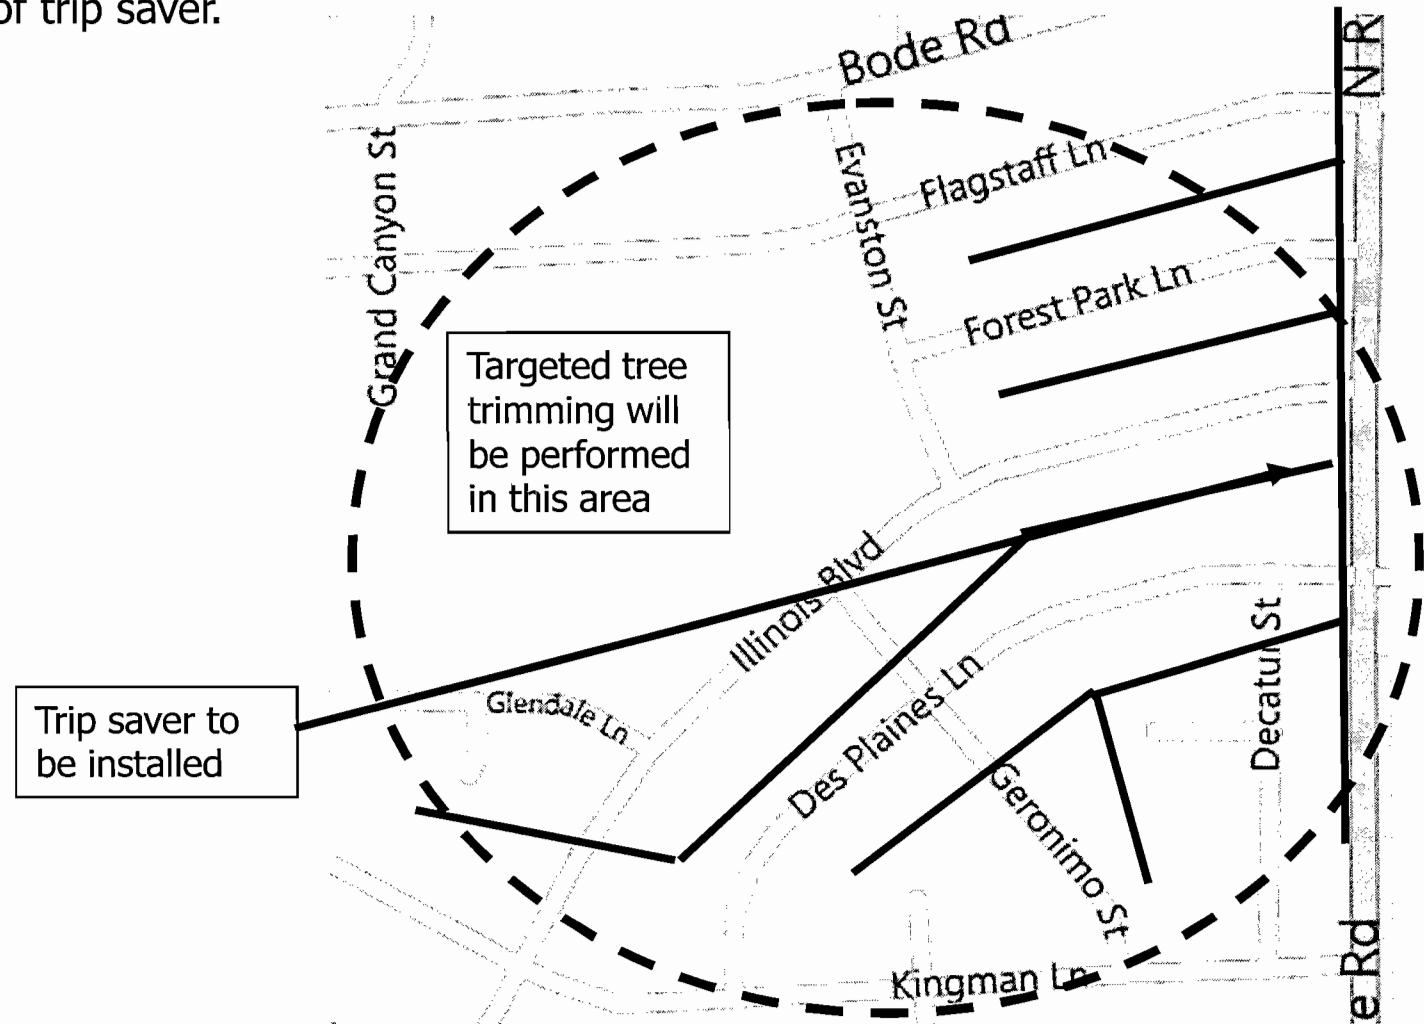 of trip saver.
Bode Rd
N R
Grand Canyon St
Evanston St
Flagstaff Ln
Forest Park Ln
Targeted tree
trimming will
be performed
in this area
Illinois Blvd
Trip saver to
be installed
Glendale Ln
Des Plaines Ln
Decatur St
Geronimo St
Kingman Ln
e Rd